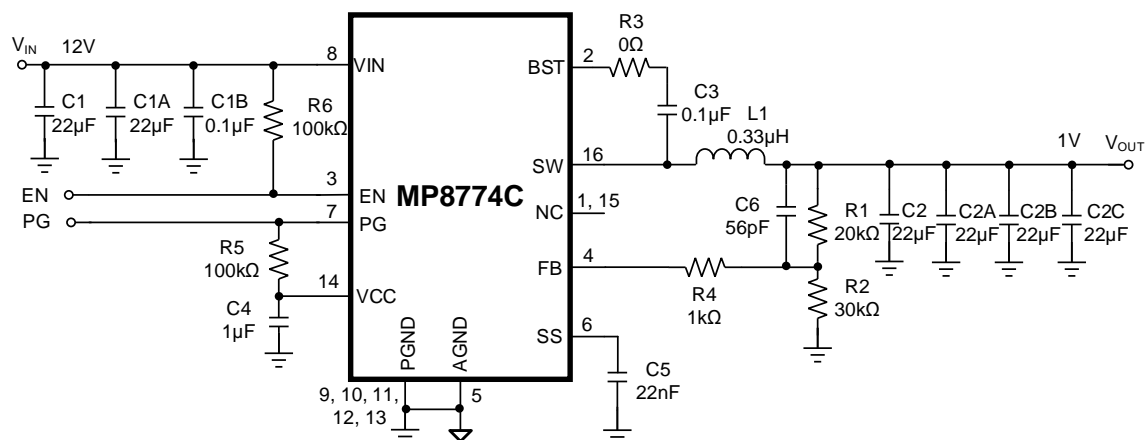 VIN 12V
C1
22µF
C1A
22µF
C1B
0.1µF
R6
100kΩ
8
VIN
EN
3
EN
PG
7
PG
R5
100kΩ
14
VCC
C4
1µF
MP8774C
PGND
AGND
9, 10, 11,
12, 13
5
BST
2
R3
0Ω
C3
0.1µF
L1
0.33µH
SW
16
NC
1, 15
FB
4
R4
1kΩ
C6
56pF
R1
20kΩ
R2
30kΩ
SS
6
C5
22nF
C2
22µF
C2A
22µF
C2B
22µF
C2C
22µF
1V
VOUT